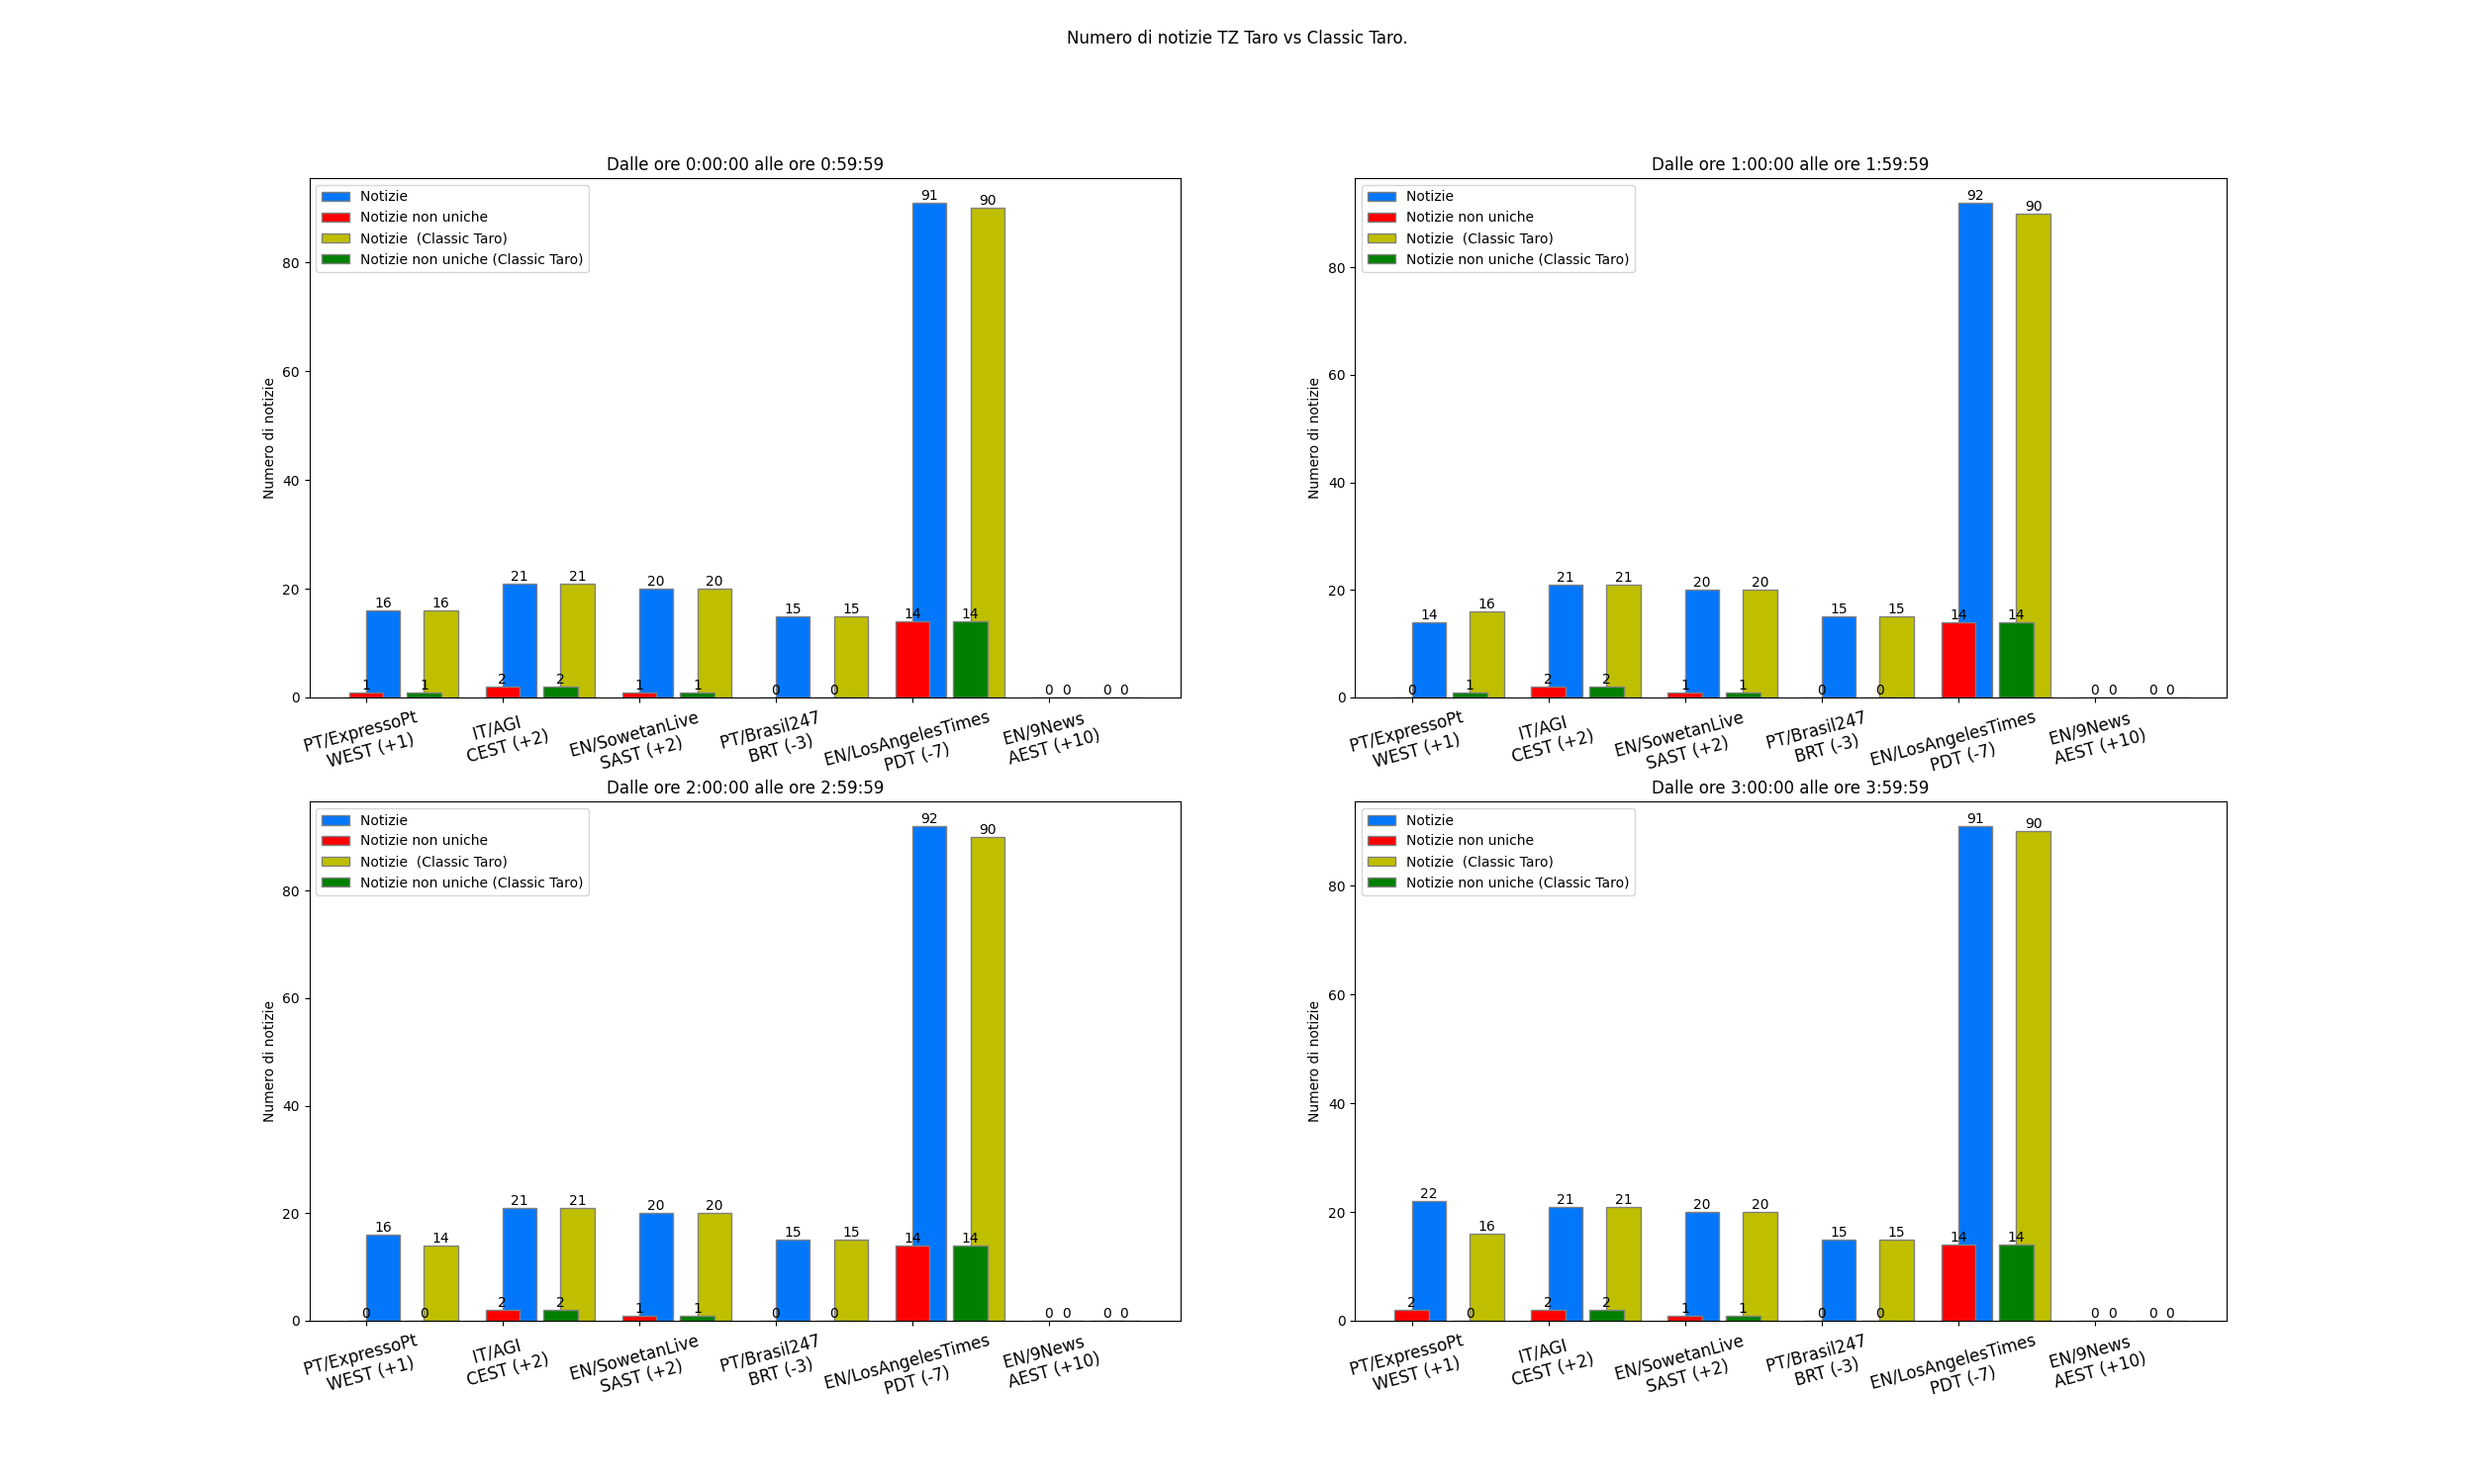 Numero di notizie TZ Taro vs Classic Taro.
Dalle ore 0:00:00 alle ore 0:59:59
Notizie
Notizie non uniche
Notizie  (Classic Taro)
Notizie non uniche (Classic Taro)
Numero di notizie
80
60
40
20
0
1 16 1 16
2 21 2 21
1 20 1 20
0 15 0 15
14 91 14 90
0 0 0 0
PT/ExpressoPt
WEST (+1)
IT/AGI
CEST (+2)
EN/SowetanLive
SAST (+2)
PT/Brasil247
BRT (-3)
EN/LosAngelesTimes
PDT (-7)
EN/9News
AEST (+10)
Dalle ore 1:00:00 alle ore 1:59:59
Notizie
Notizie non uniche
Notizie  (Classic Taro)
Notizie non uniche (Classic Taro)
Numero di notizie
80
60
40
20
0
0 14 1 16
2 21 2 21
1 20 1 20
0 15 0 15
14 92 14 90
0 0 0 0
PT/ExpressoPt
WEST (+1)
IT/AGI
CEST (+2)
EN/SowetanLive
SAST (+2)
PT/Brasil247
BRT (-3)
EN/LosAngelesTimes
PDT (-7)
EN/9News
AEST (+10)
Dalle ore 2:00:00 alle ore 2:59:59
Notizie
Notizie non uniche
Notizie  (Classic Taro)
Notizie non uniche (Classic Taro)
Numero di notizie
80
60
40
20
0
0 16 0 14
2 21 2 21
1 20 1 20
0 15 0 15
14 92 14 90
0 0 0 0
PT/ExpressoPt
WEST (+1)
IT/AGI
CEST (+2)
EN/SowetanLive
SAST (+2)
PT/Brasil247
BRT (-3)
EN/LosAngelesTimes
PDT (-7)
EN/9News
AEST (+10)
Dalle ore 3:00:00 alle ore 3:59:59
Notizie
Notizie non uniche
Notizie  (Classic Taro)
Notizie non uniche (Classic Taro)
Numero di notizie
80
60
40
20
0
2 22 0 16
2 21 2 21
1 20 1 20
0 15 0 15
14 91 14 90
0 0 0 0
PT/ExpressoPt
WEST (+1)
IT/AGI
CEST (+2)
EN/SowetanLive
SAST (+2)
PT/Brasil247
BRT (-3)
EN/LosAngelesTimes
PDT (-7)
EN/9News
AEST (+10)